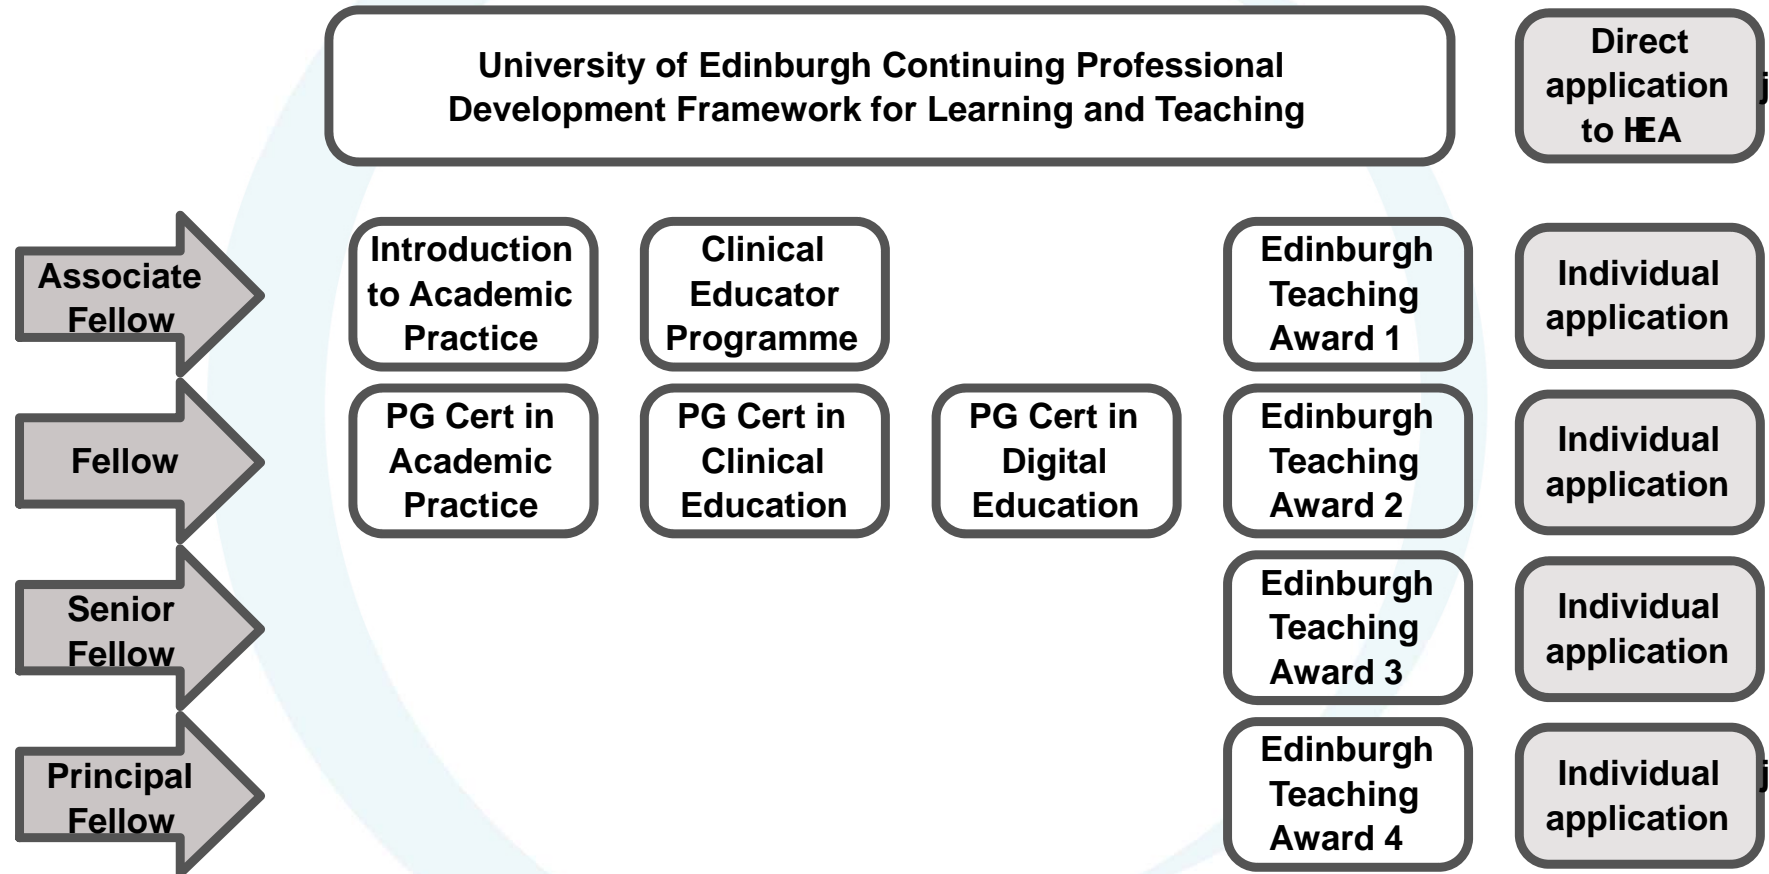 University of Edinburgh Continuing Professional
Development Framework for Learning and Teaching
Direct
application j
to HEA
Associate
Fellow
Introduction
to Academic
Practice
Clinical
Educator
Programme
Edinburgh
Teaching
Award 1
Individual
application
Fellow
PG Cert in
Academic
Practice
PG Cert in
Clinical
Education
PG Cert in
Digital
Education
Edinburgh
Teaching
Award 2
Individual
application
Senior
Fellow
Edinburgh
Teaching
Award 3
Individual
application
Principal
Fellow
Edinburgh
Teaching
Award 4
Individual j
application